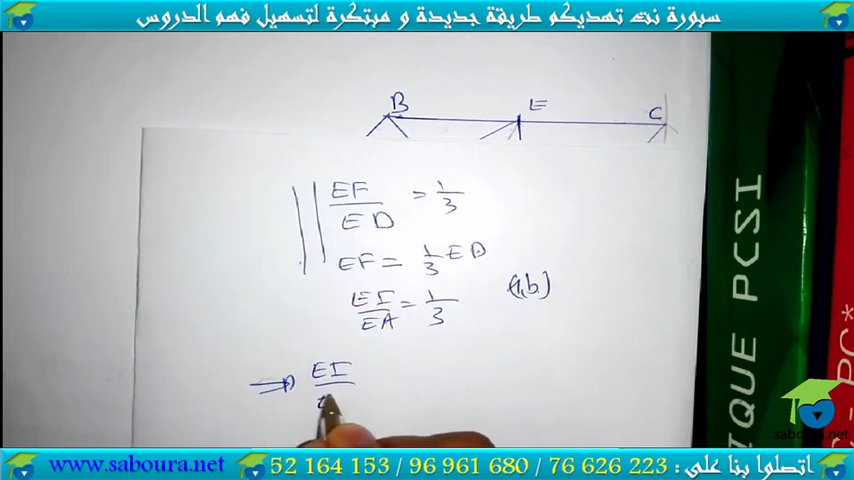 سبورة نت تهديكم طريقة جديدة و مبتكرة لتسهيل فهم الدروس
B E C
EF/ED = 1/3
EF = 1/3 ED
EI/EA = 1/3 (a,b)
⇒ EI
IQUE PCSI
PC*
saboura.net
www.saboura.net 52 164 153 / 96 961 680 / 76 626 223 : اتصلوا بنا على